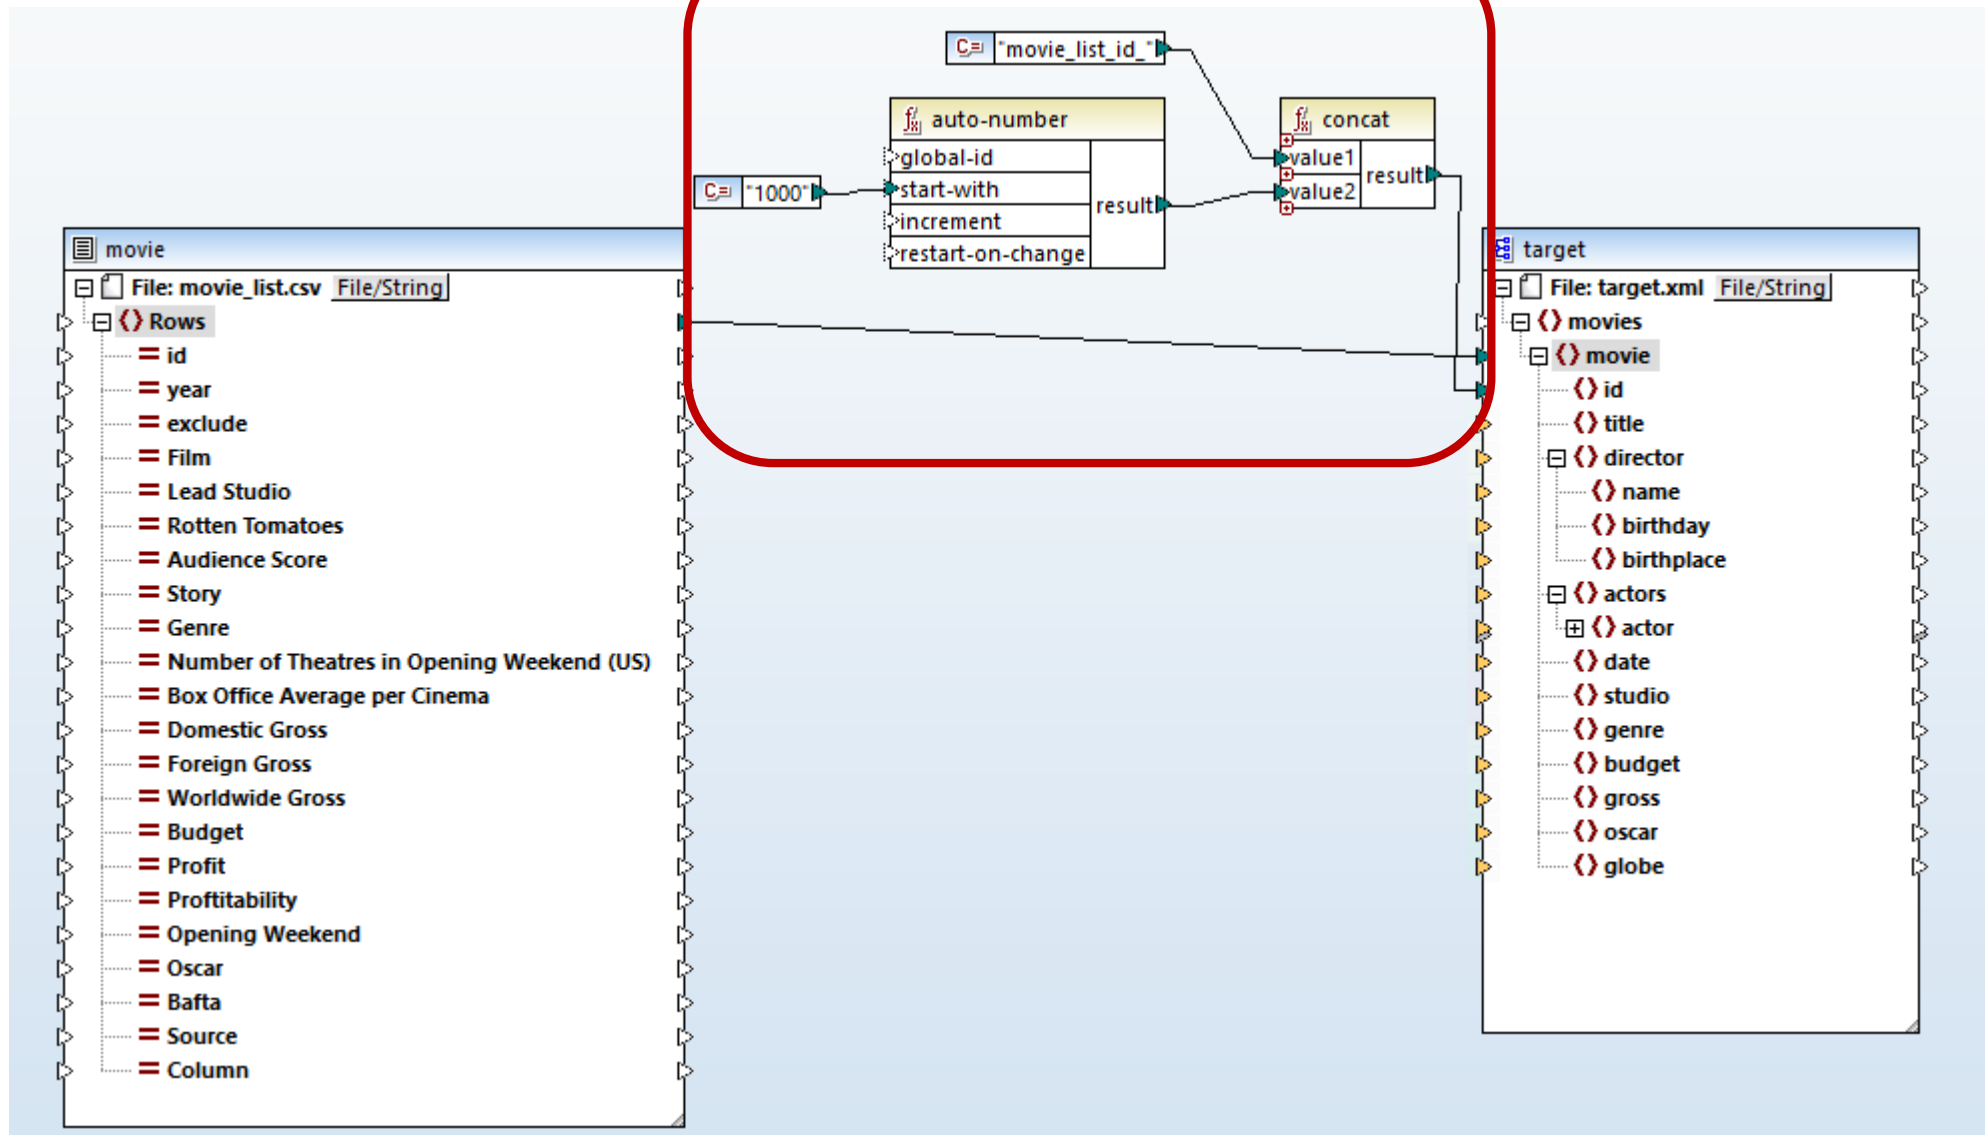 C= "movie_list_id_"
fx auto-number
global-id
start-with
increment
restart-on-change
result
C= "1000"
fx concat
value1
value2
result
movie
File: movie_list.csv File/String
Rows
id
year
exclude
Film
Lead Studio
Rotten Tomatoes
Audience Score
Story
Genre
Number of Theatres in Opening Weekend (US)
Box Office Average per Cinema
Domestic Gross
Foreign Gross
Worldwide Gross
Budget
Profit
Proftitability
Opening Weekend
Oscar
Bafta
Source
Column
target
File: target.xml File/String
movies
movie
id
title
director
name
birthday
birthplace
actors
actor
date
studio
genre
budget
gross
oscar
globe